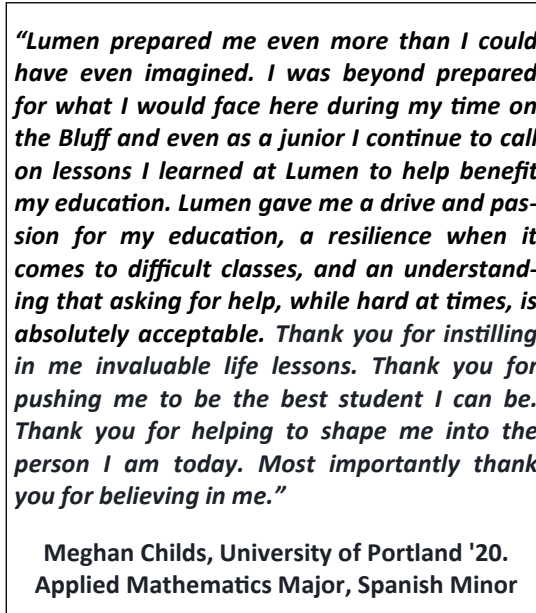 “Lumen prepared me even more than I could
have even imagined. I was beyond prepared
for what I would face here during my time on
the Bluff and even as a junior I continue to call
on lessons I learned at Lumen to help benefit
my education. Lumen gave me a drive and pas-
sion for my education, a resilience when it
comes to difficult classes, and an understand-
ing that asking for help, while hard at times, is
absolutely acceptable. Thank you for instilling
in me invaluable life lessons. Thank you for
pushing me to be the best student I can be.
Thank you for helping to shape me into the
person I am today. Most importantly thank
you for believing in me.”
Meghan Childs, University of Portland '20.
Applied Mathematics Major, Spanish Minor